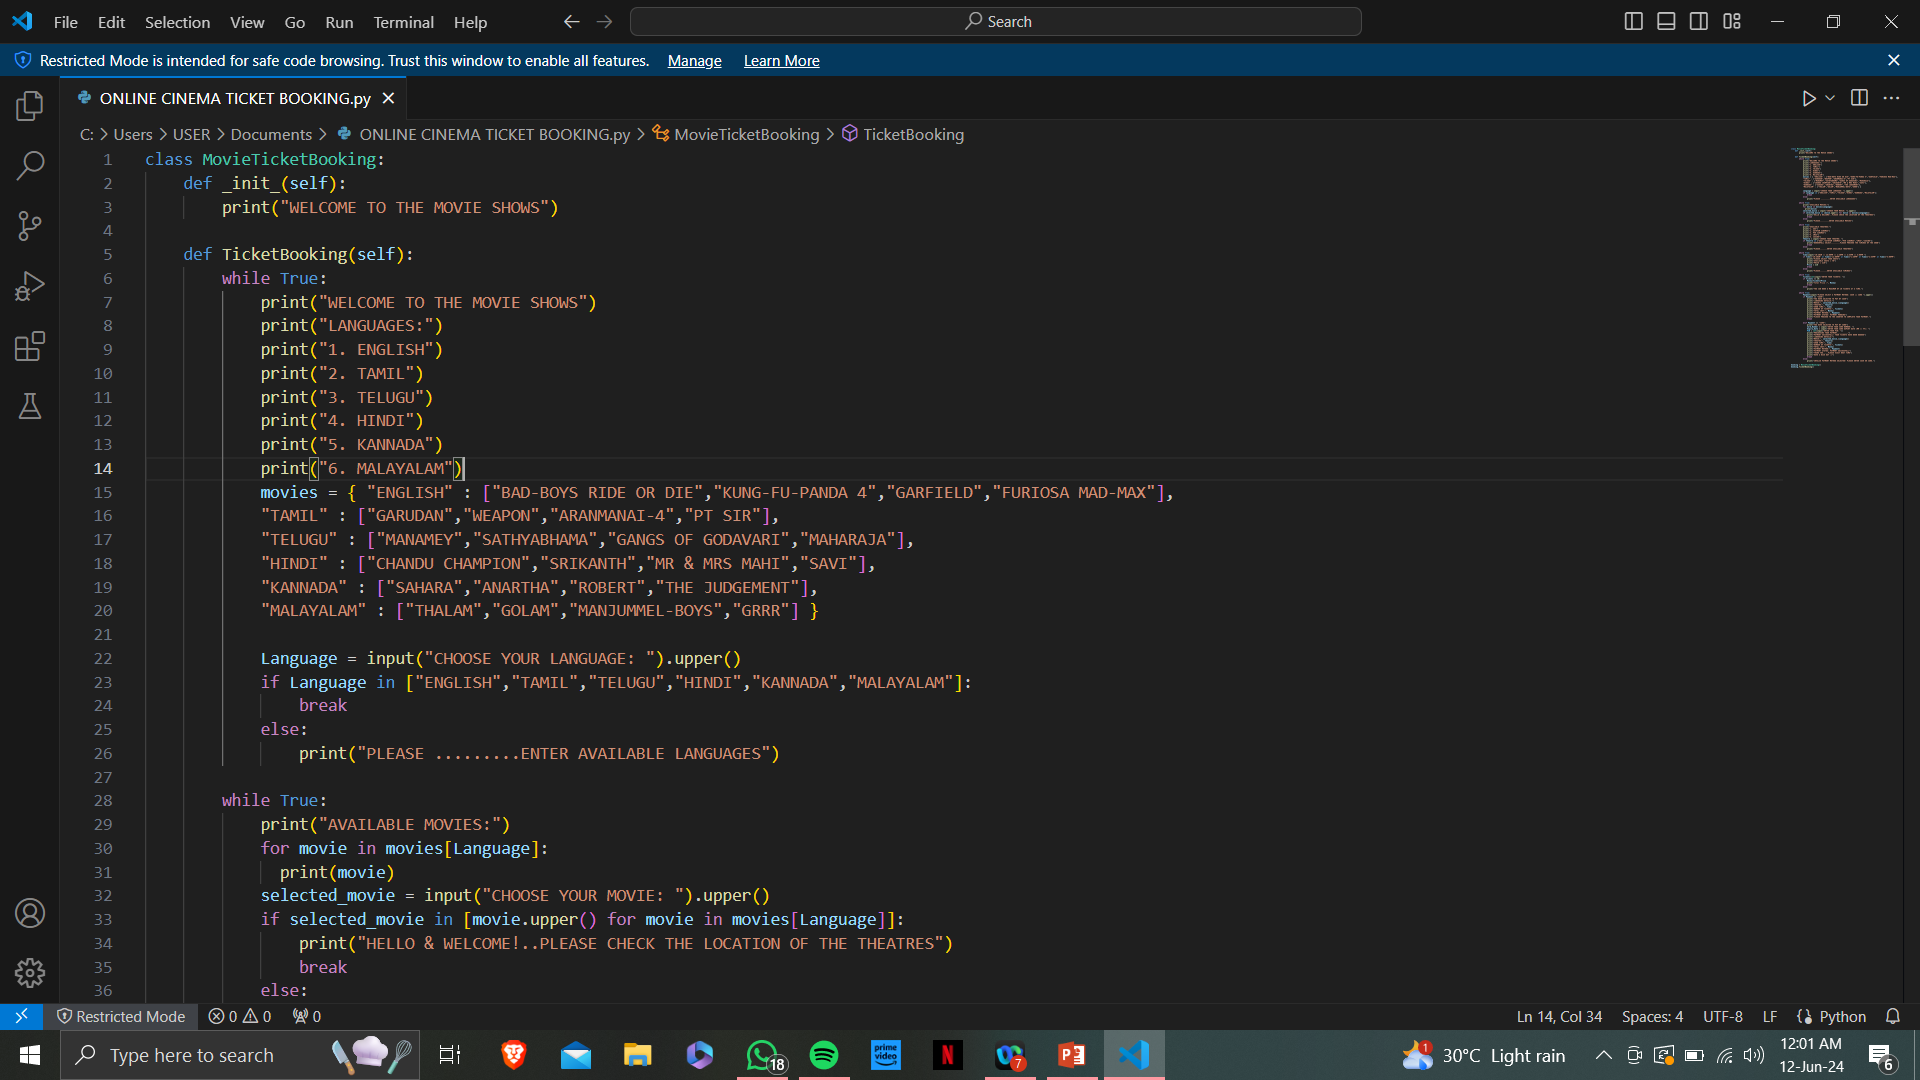 File Edit Selection View Go Run Terminal Help Search
Restricted Mode is intended for safe code browsing. Trust this window to enable all features. Manage Learn More
ONLINE CINEMA TICKET BOOKING.py
C: > Users > USER > Documents > ONLINE CINEMA TICKET BOOKING.py > MovieTicketBooking > TicketBooking
1 class MovieTicketBooking:
2     def _init_(self):
3         print("WELCOME TO THE MOVIE SHOWS")
4
5     def TicketBooking(self):
6         while True:
7             print("WELCOME TO THE MOVIE SHOWS")
8             print("LANGUAGES:")
9             print("1. ENGLISH")
10             print("2. TAMIL")
11             print("3. TELUGU")
12             print("4. HINDI")
13             print("5. KANNADA")
14             print("6. MALAYALAM")
15             movies = { "ENGLISH" : ["BAD-BOYS RIDE OR DIE","KUNG-FU-PANDA 4","GARFIELD","FURIOSA MAD-MAX"],
16             "TAMIL" : ["GARUDAN","WEAPON","ARANMANAI-4","PT SIR"],
17             "TELUGU" : ["MANAMEY","SATHYABHAMA","GANGS OF GODAVARI","MAHARAJA"],
18             "HINDI" : ["CHANDU CHAMPION","SRIKANTH","MR & MRS MAHI","SAVI"],
19             "KANNADA" : ["SAHARA","ANARTHA","ROBERT","THE JUDGEMENT"],
20             "MALAYALAM" : ["THALAM","GOLAM","MANJUMMEL-BOYS","GRRR"] }
21
22             Language = input("CHOOSE YOUR LANGUAGE: ").upper()
23             if Language in ["ENGLISH","TAMIL","TELUGU","HINDI","KANNADA","MALAYALAM"]:
24                 break
25             else:
26                 print("PLEASE .........ENTER AVAILABLE LANGUAGES")
27
28         while True:
29             print("AVAILABLE MOVIES:")
30             for movie in movies[Language]:
31               print(movie)
32             selected_movie = input("CHOOSE YOUR MOVIE: ").upper()
33             if selected_movie in [movie.upper() for movie in movies[Language]]:
34                 print("HELLO & WELCOME!..PLEASE CHECK THE LOCATION OF THE THEATRES")
35                 break
36             else:
Restricted Mode 0 0 0 Ln 14, Col 34 Spaces: 4 UTF-8 LF Python
Type here to search 18 prime video N 7 P 1 30°C Light rain 12:01 AM 6
12-Jun-24